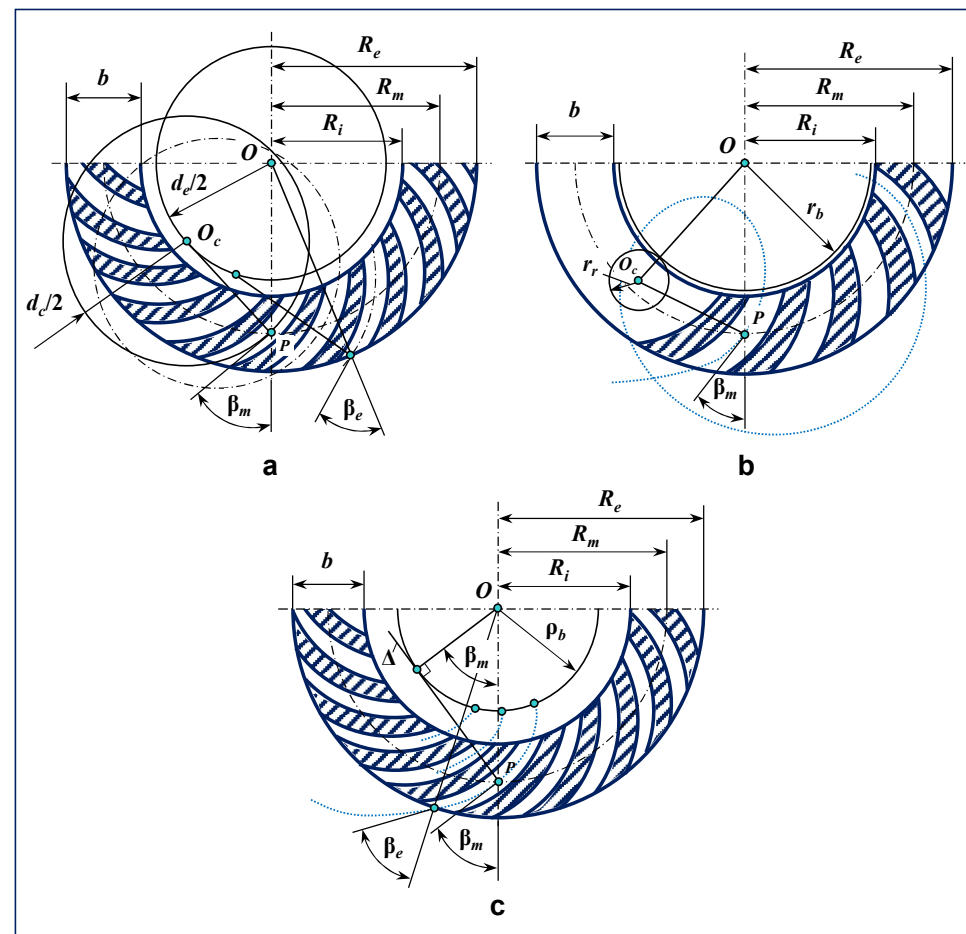 R_e
b
R_m
R_i
O
d_e/2
O_c
d_c/2
P
β_m
β_e
a
R_e
R_m
b
R_i
O
r_b
r_r
O_c
P
β_m
b
R_e
R_m
b
R_i
O
ρ_b
Δ
β_m
P
β_e
β_m
c